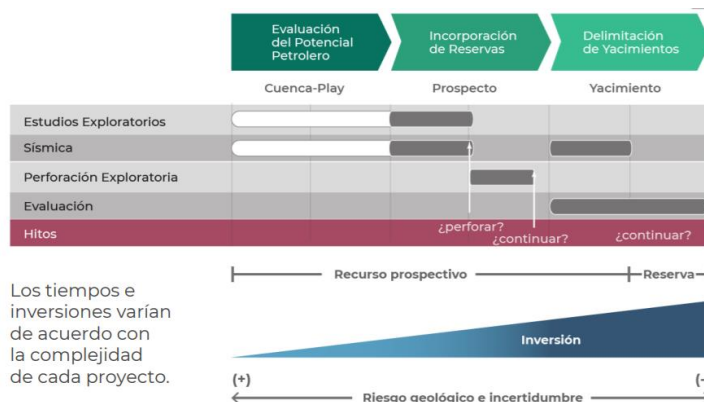 Evaluación
del Potencial
Petrolero
Incorporación
de Reservas
Delimitación
de Yacimientos
Cuenca-Play
Prospecto
Yacimiento
Estudios Exploratorios
Sísmica
Perforación Exploratoria
Evaluación
Hitos
¿perforar?
¿continuar?
¿continuar?
Recurso prospectivo
Reserva
Los tiempos e
inversiones varían
de acuerdo con
la complejidad
de cada proyecto.
Inversión
(+)
(-
Riesgo geológico e incertidumbre